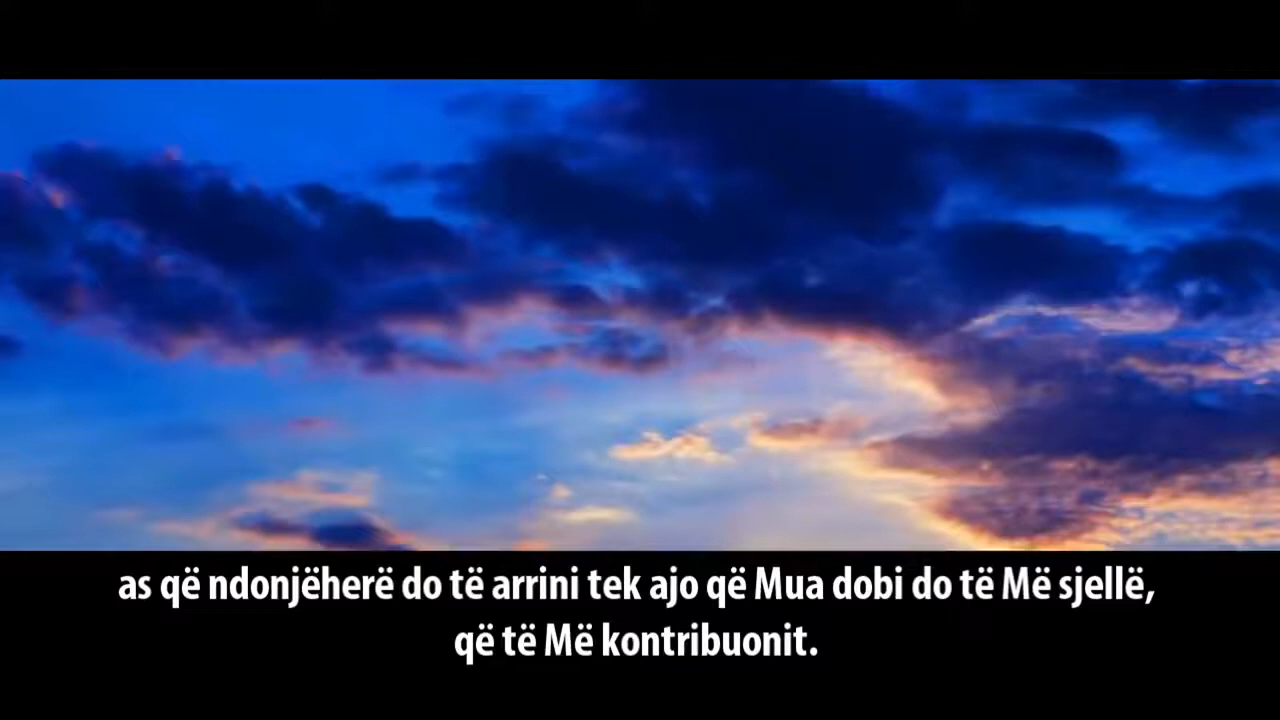 as që ndonjëherë do të arrini tek ajo që Mua dobi do të Më sjellë,
që të Më kontribuonit.